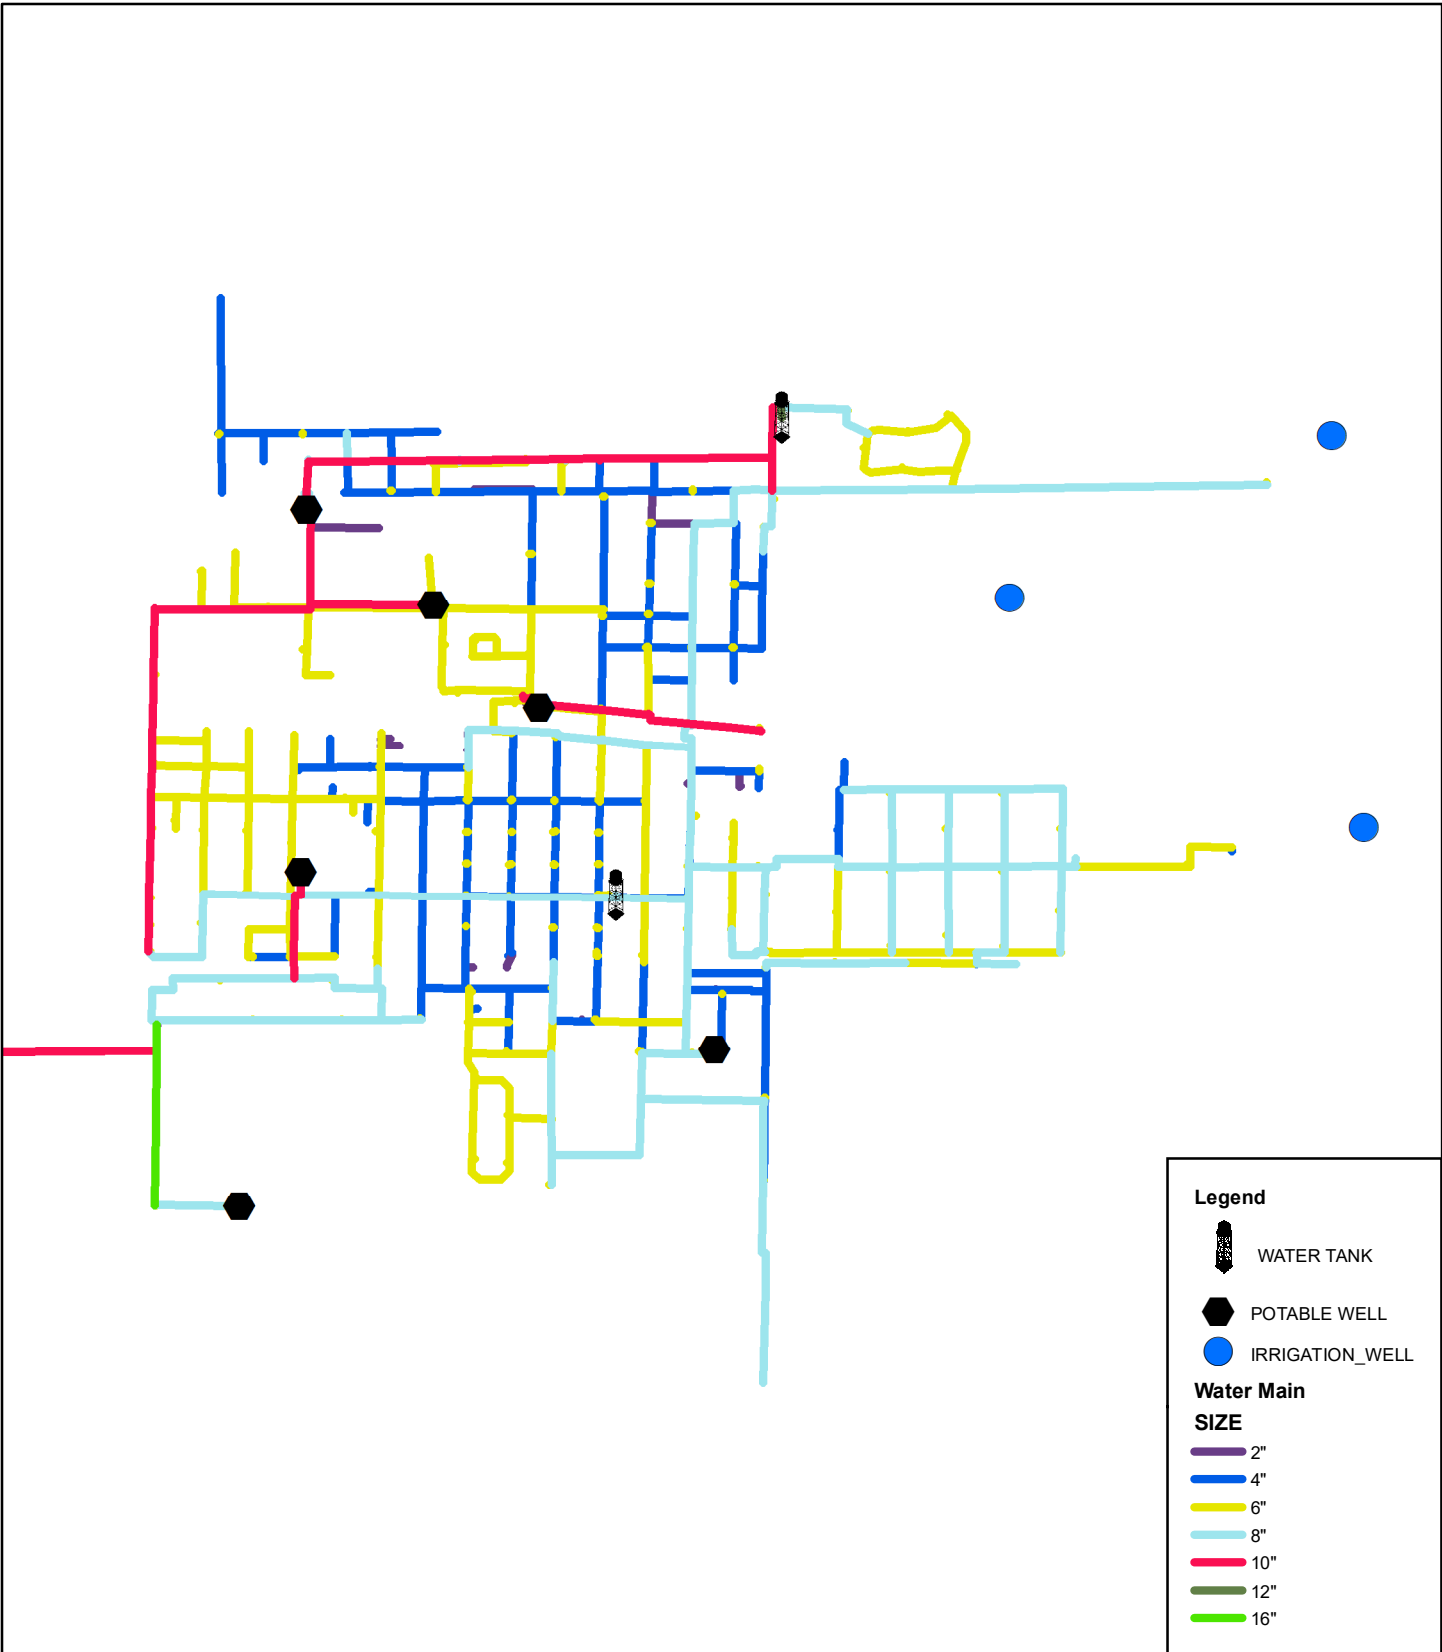 Legend
WATER TANK
POTABLE WELL
IRRIGATION_WELL
Water Main
SIZE
2"
4"
6"
8"
10"
12"
16"